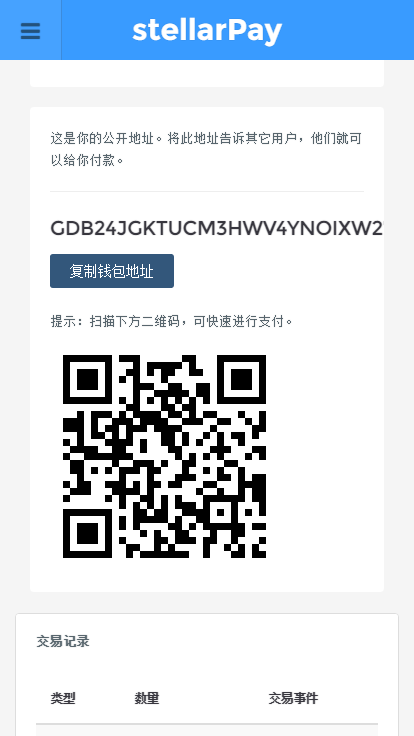 stellarPay
这是你的公开地址。将此地址告诉其它用户，他们就可
以给你付款。
GDB24JGKTUCM3HWV4YNOIXW2
复制钱包地址
提示：扫描下方二维码，可快速进行支付。
交易记录
类型 数量 交易事件